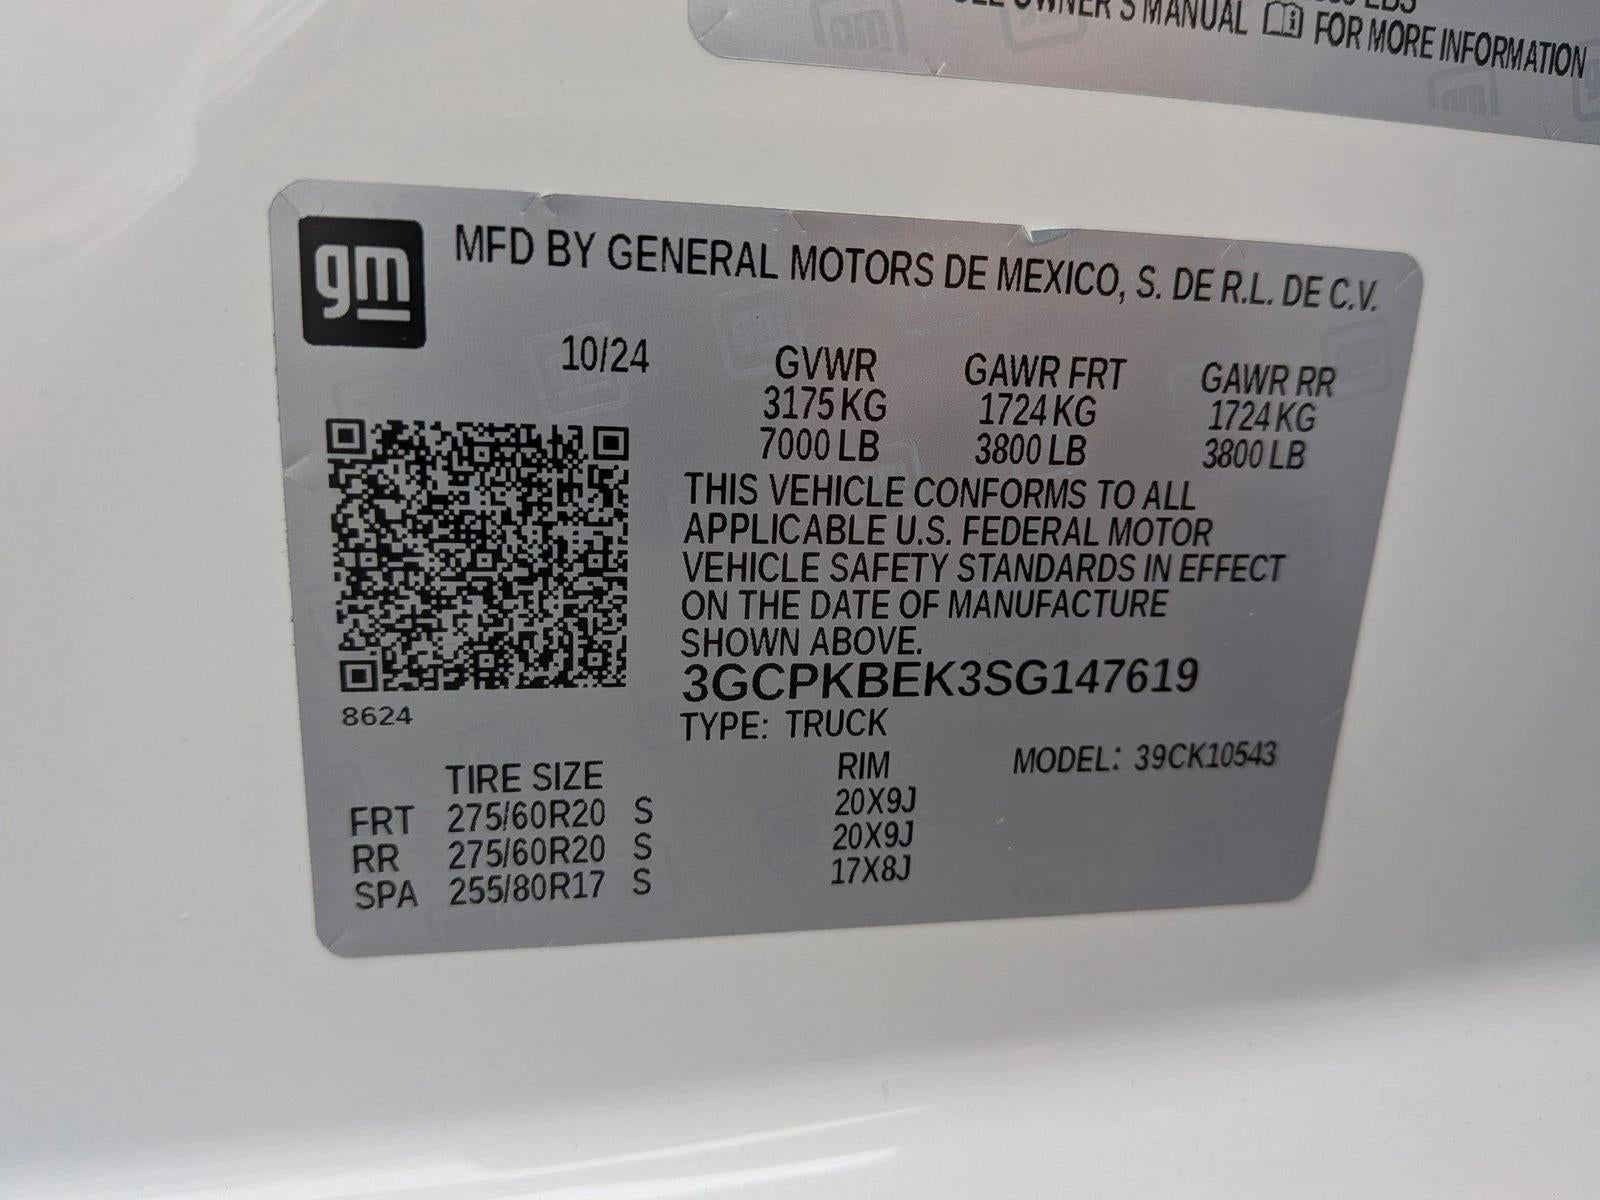 OWNER'S MANUAL FOR MORE INFORMATION
gm
MFD BY GENERAL MOTORS DE MEXICO, S. DE R.L. DE C.V.
10/24 GVWR GAWR FRT GAWR RR
3175 KG 1724 KG 1724 KG
7000 LB 3800 LB 3800 LB
THIS VEHICLE CONFORMS TO ALL
APPLICABLE U.S. FEDERAL MOTOR
VEHICLE SAFETY STANDARDS IN EFFECT
ON THE DATE OF MANUFACTURE
SHOWN ABOVE.
3GCPKBEK3SG147619
8624
TYPE: TRUCK
TIRE SIZE RIM MODEL: 39CK10543
FRT 275/60R20 S 20X9J
RR 275/60R20 S 20X9J
SPA 255/80R17 S 17X8J